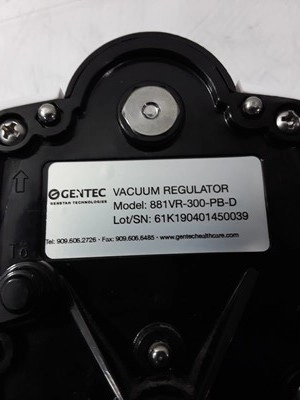 GENTEC
GENSTAR TECHNOLOGIES
VACUUM REGULATOR
Model: 881VR-300-PB-D
Lot/SN: 61K190401450039
Tel: 909.606.2726 • Fax: 909.606.6485 • www.gentechealthcare.com
To